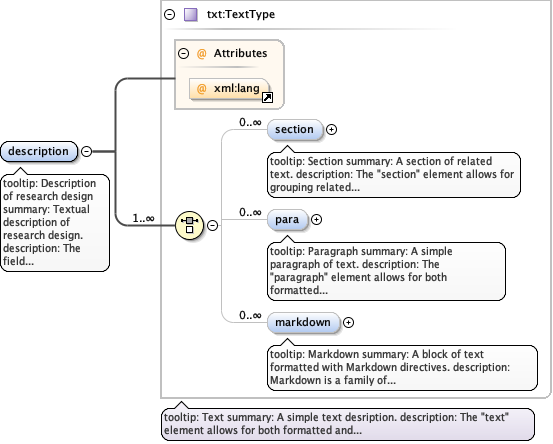 txt:TextType
@ Attributes
@ xml:lang
0..∞
section
tooltip: Section summary: A section of related
text. description: The "section" element allows for
grouping related...
description
tooltip: Description
of research design
summary: Textual
description of
research design.
description: The
field...
1..∞
0..∞
para
tooltip: Paragraph summary: A simple
paragraph of text. description: The
"paragraph" element allows for both
formatted...
0..∞
markdown
tooltip: Markdown summary: A block of text
formatted with Markdown directives. description:
Markdown is a family of...
tooltip: Text summary: A simple text desription. description: The "text"
element allows for both formatted and...